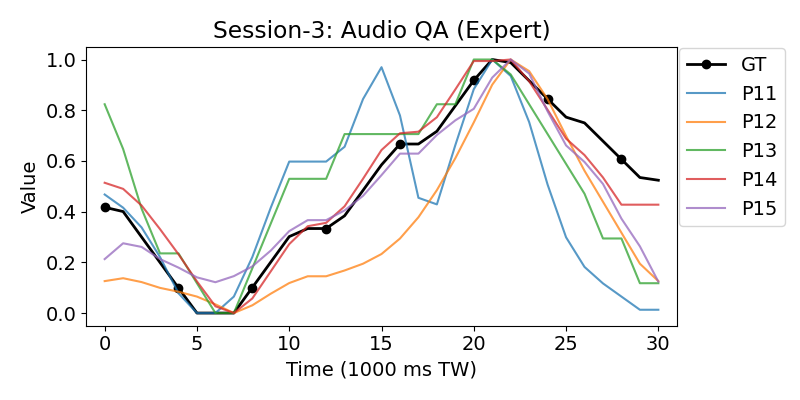 Session-3: Audio QA (Expert)
Value
1.0
0.8
0.6
0.4
0.2
0.0
0 5 10 15 20 25 30
Time (1000 ms TW)
GT
P11
P12
P13
P14
P15